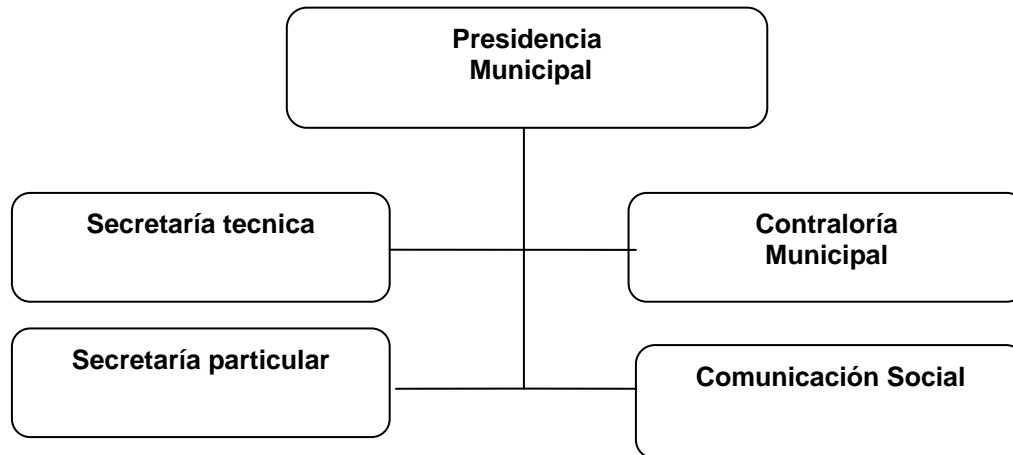 Presidencia
Municipal
Secretaría tecnica
Contraloría
Municipal
Secretaría particular
Comunicación Social